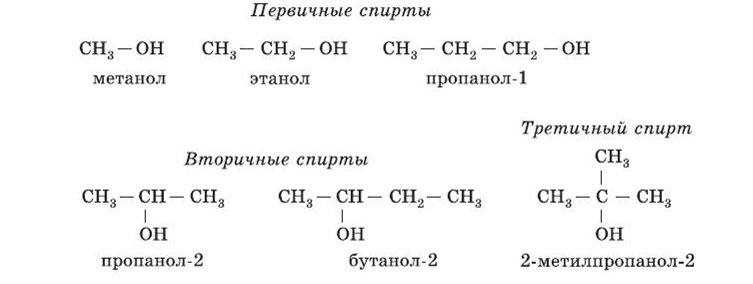 Первичные спирты
CH₃ — OH CH₃ — CH₂ — OH CH₃ — CH₂ — CH₂ — OH
метанол этанол пропанол-1
Третичный спирт
Вторичные спирты
CH₃
|
CH₃ — CH — CH₃ CH₃ — CH — CH₂ — CH₃ CH₃ — C — CH₃
| | |
OH OH OH
пропанол-2 бутанол-2 2-метилпропанол-2